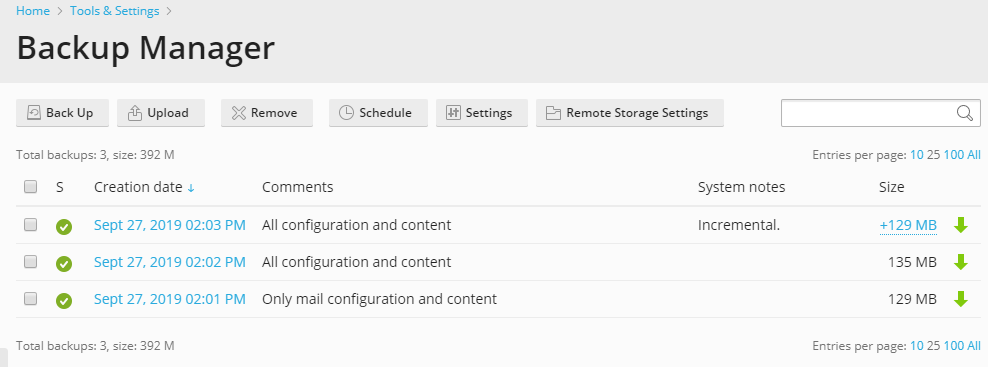 Home > Tools & Settings >
Backup Manager
Back Up Upload Remove Schedule Settings Remote Storage Settings
Total backups: 3, size: 392 M Entries per page: 10 25 100 All
S Creation date ↓ Comments System notes Size
Sept 27, 2019 02:03 PM All configuration and content Incremental. +129 MB
Sept 27, 2019 02:02 PM All configuration and content 135 MB
Sept 27, 2019 02:01 PM Only mail configuration and content 129 MB
Total backups: 3, size: 392 M Entries per page: 10 25 100 All